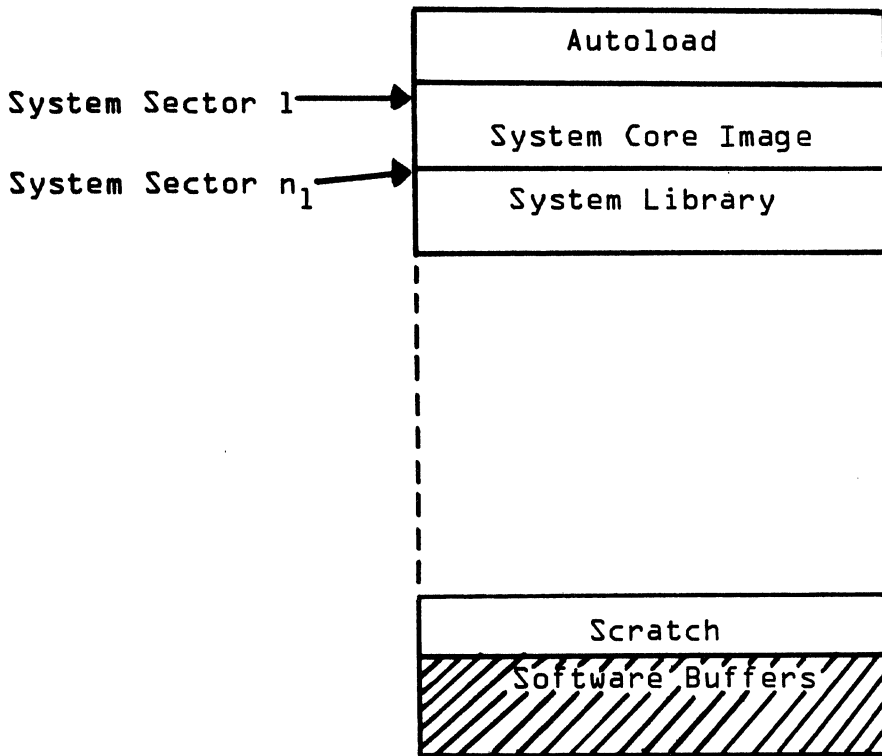 Autoload
System Sector 1
System Core Image
System Sector n1
System Library
Scratch
Software Buffers